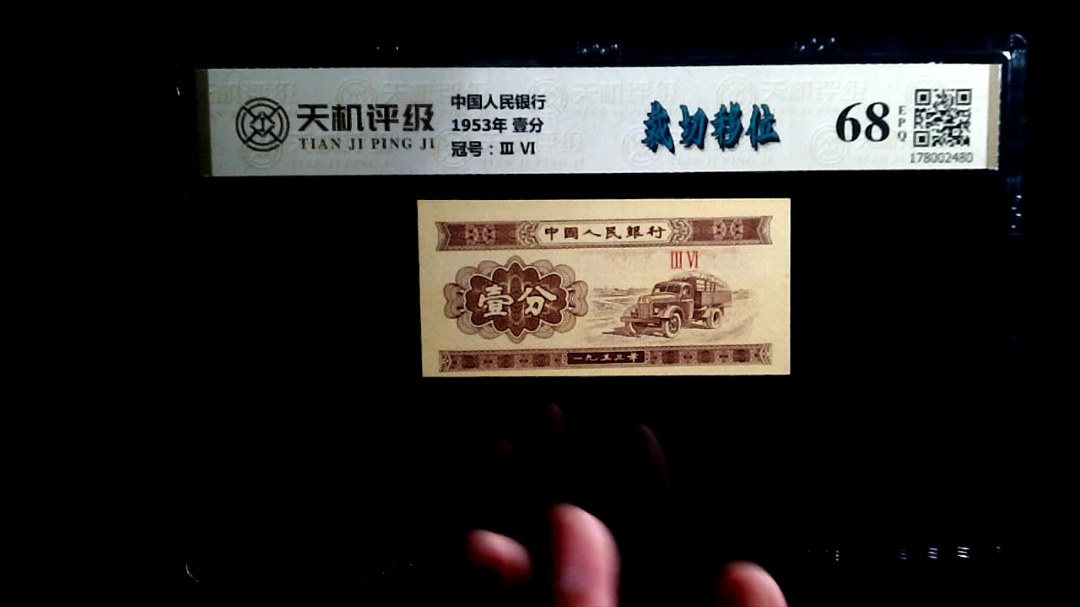 天机评级
TIAN JI PING JI
中国人民银行
1953年 壹分
冠号：III VI
裁切移位
68
EPQ
178002480
中國人民銀行
III VI
壹分
一九五三年